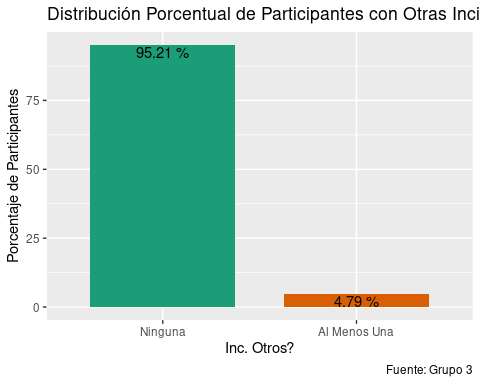 Distribución Porcentual de Participantes con Otras Inci
95.21 %
4.79 %
75
50
25
0
Porcentaje de Participantes
Ninguna
Al Menos Una
Inc. Otros?
Fuente: Grupo 3